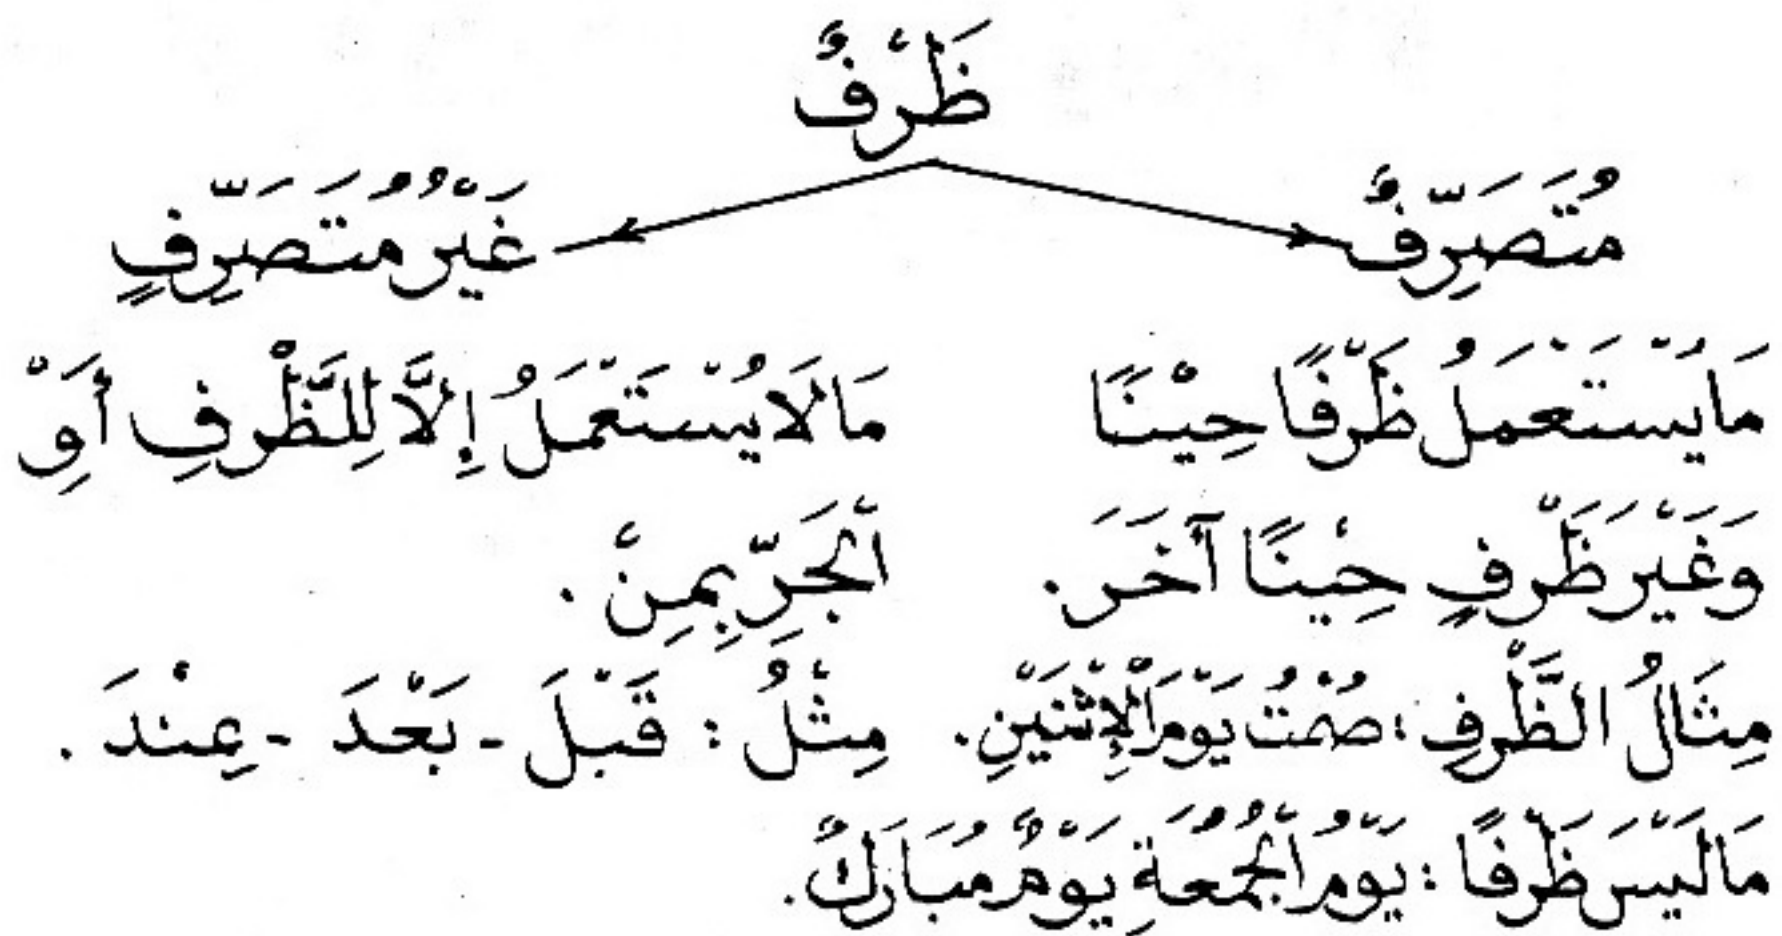 ظَرْفٌ
مُتَصَرِّفٌ غَيْرُ مُتَصَرِّفٍ
مَا يُسْتَعْمَلُ ظَرْفًا حِيْنًا مَا لَا يُسْتَعْمَلُ إِلَّا لِلظَّرْفِ أَوِ
وَغَيْرَ ظَرْفٍ حِيْنًا آخَرَ. الْجَرِّ بِمِنْ.
مِثَالُ الظَّرْفِ: صُمْتُ يَوْمَ الْإِثْنَيْنِ. مِثْلُ: قَبْلَ - بَعْدَ - عِنْدَ.
مَا لَيْسَ ظَرْفًا: يَوْمُ الْجُمُعَةِ يَوْمٌ مُبَارَكٌ.